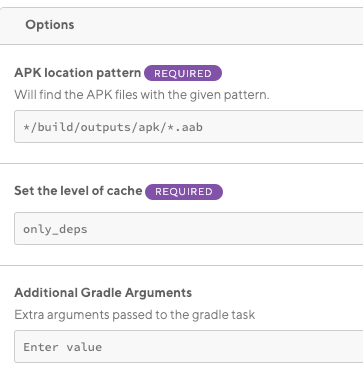 Options
APK location pattern REQUIRED
Will find the APK files with the given pattern.
*/build/outputs/apk/*.aab
Set the level of cache REQUIRED
only_deps
Additional Gradle Arguments
Extra arguments passed to the gradle task
Enter value